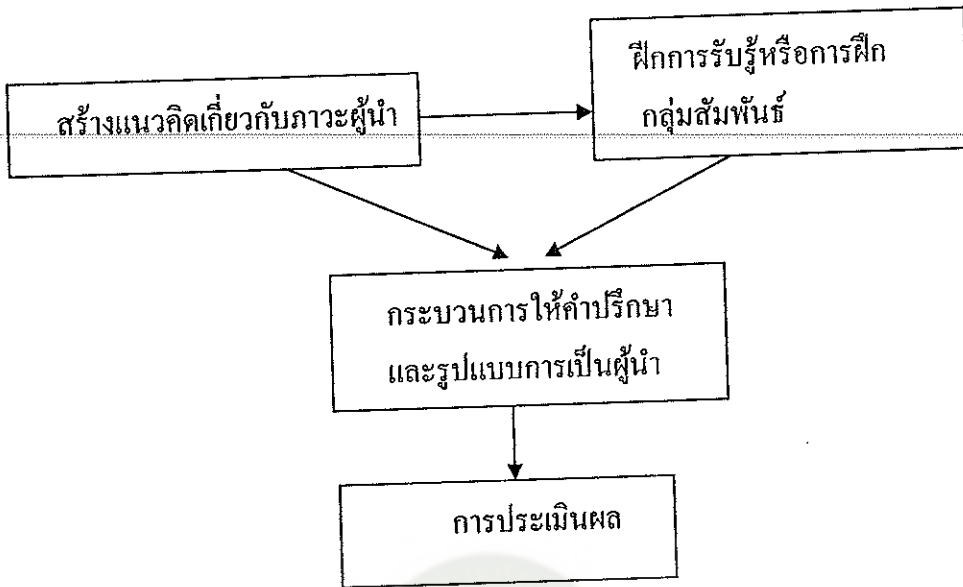 สร้างแนวคิดเกี่ยวกับภาวะผู้นำ
ฝึกการรับรู้หรือการฝึก
กลุ่มสัมพันธ์
กระบวนการให้คำปรึกษา
และรูปแบบการเป็นผู้นำ
การประเมินผล